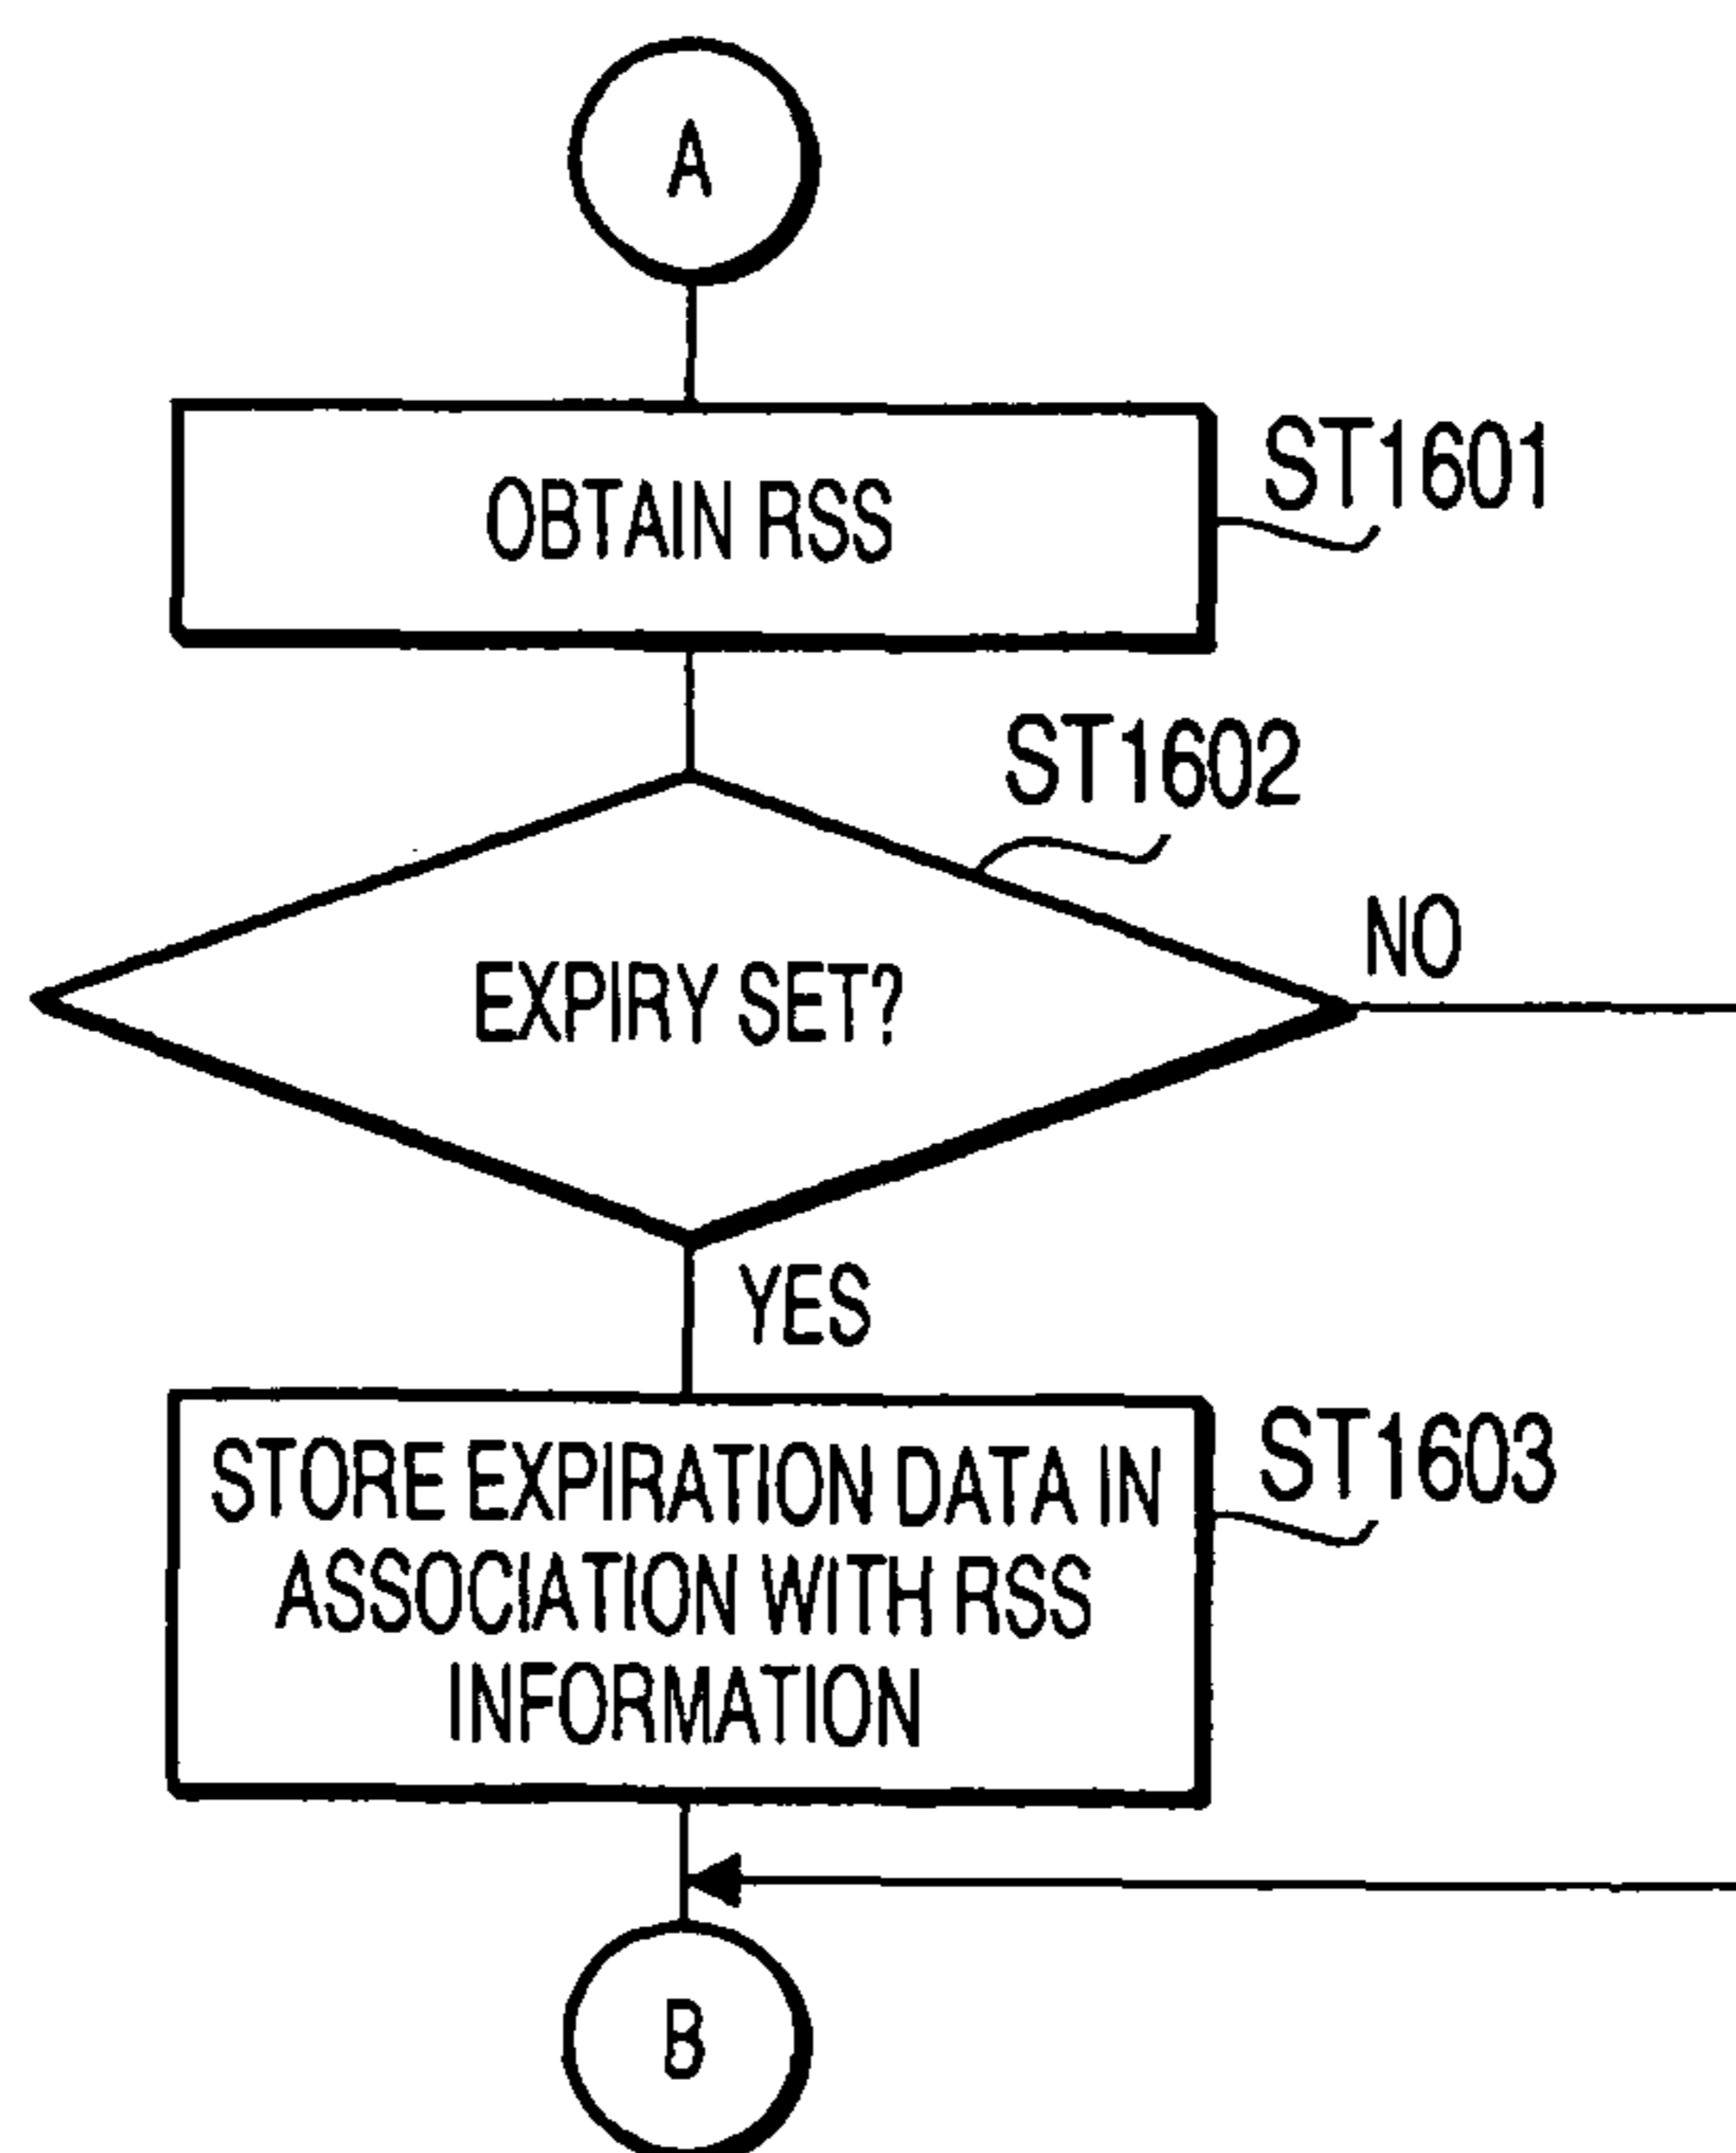 A
OBTAIN RSS
ST1601
ST1602
EXPIRY SET?
NO
YES
STORE EXPIRATION DATA IN
ASSOCIATION WITH RSS
INFORMATION
ST1603
B